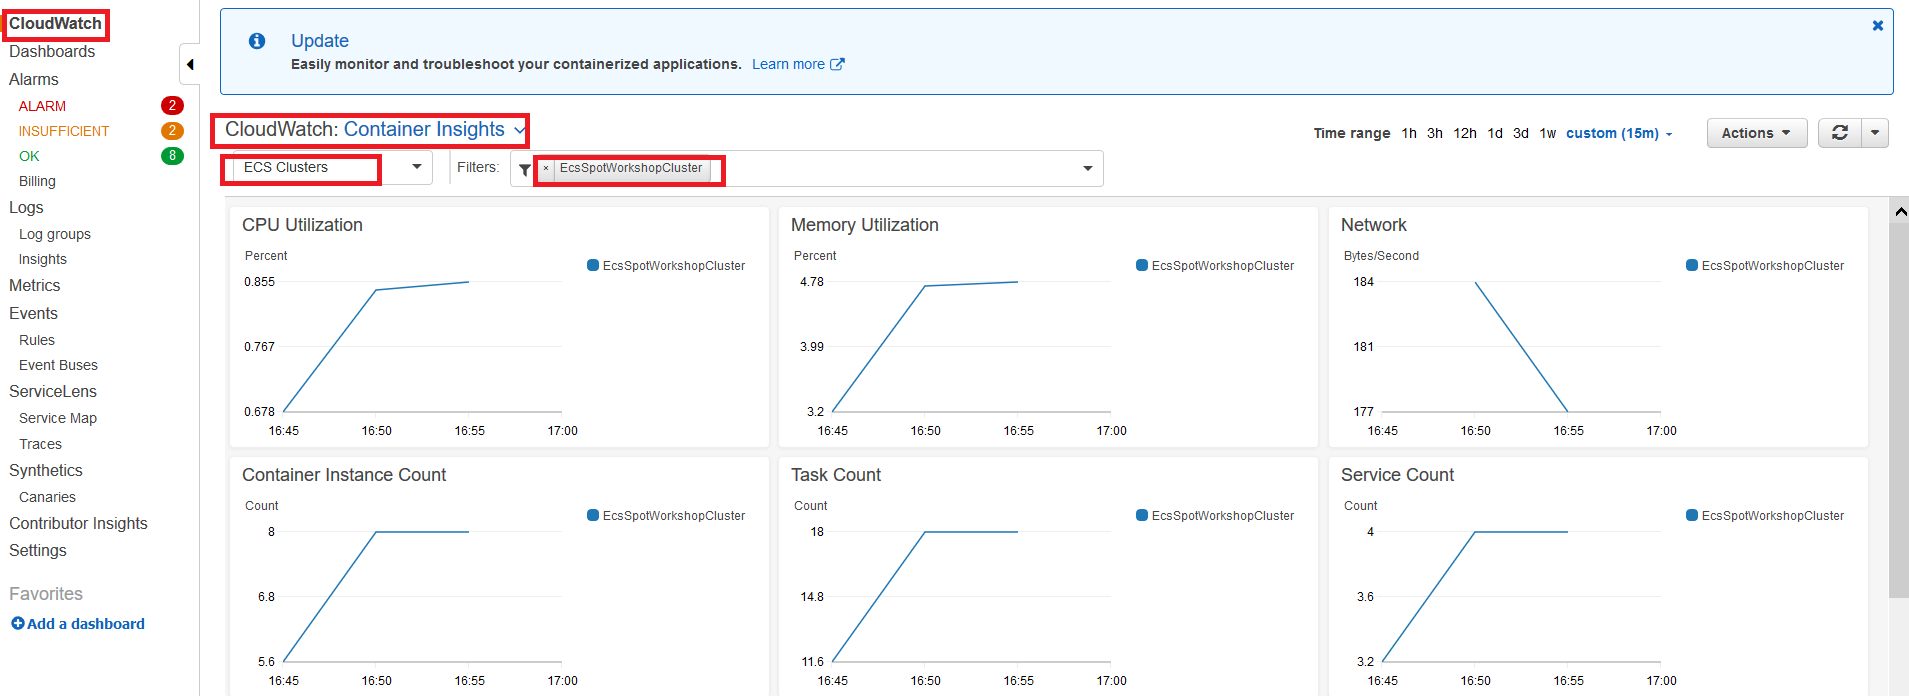 CloudWatch
Dashboards
Alarms
ALARM 2
INSUFFICIENT 2
OK 8
Billing
Logs
Log groups
Insights
Metrics
Events
Rules
Event Buses
ServiceLens
Service Map
Traces
Synthetics
Canaries
Contributor Insights
Settings
Favorites
Add a dashboard
Update
Easily monitor and troubleshoot your containerized applications. Learn more
CloudWatch: Container Insights
Time range 1h 3h 12h 1d 3d 1w custom (15m)
Actions
ECS Clusters
Filters:
× EcsSpotWorkshopCluster
CPU Utilization
Percent
EcsSpotWorkshopCluster
0.855
0.767
0.678
16:45 16:50 16:55 17:00
Memory Utilization
Percent
EcsSpotWorkshopCluster
4.78
3.99
3.2
16:45 16:50 16:55 17:00
Network
Bytes/Second
EcsSpotWorkshopCluster
184
181
177
16:45 16:50 16:55 17:00
Container Instance Count
Count
EcsSpotWorkshopCluster
8
6.8
5.6
16:45 16:50 16:55 17:00
Task Count
Count
EcsSpotWorkshopCluster
18
14.8
11.6
16:45 16:50 16:55 17:00
Service Count
Count
EcsSpotWorkshopCluster
4
3.6
3.2
16:45 16:50 16:55 17:00